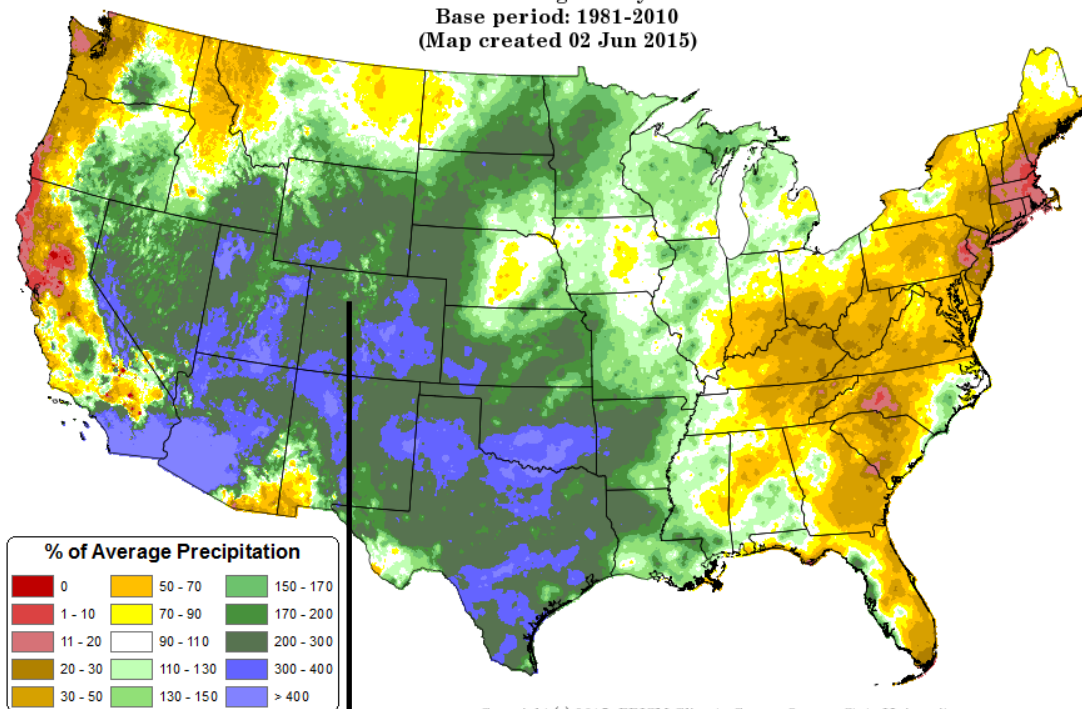 Base period: 1981-2010
(Map created 02 Jun 2015)
% of Average Precipitation
0
1 - 10
11 - 20
20 - 30
30 - 50
50 - 70
70 - 90
90 - 110
110 - 130
130 - 150
150 - 170
170 - 200
200 - 300
300 - 400
> 400